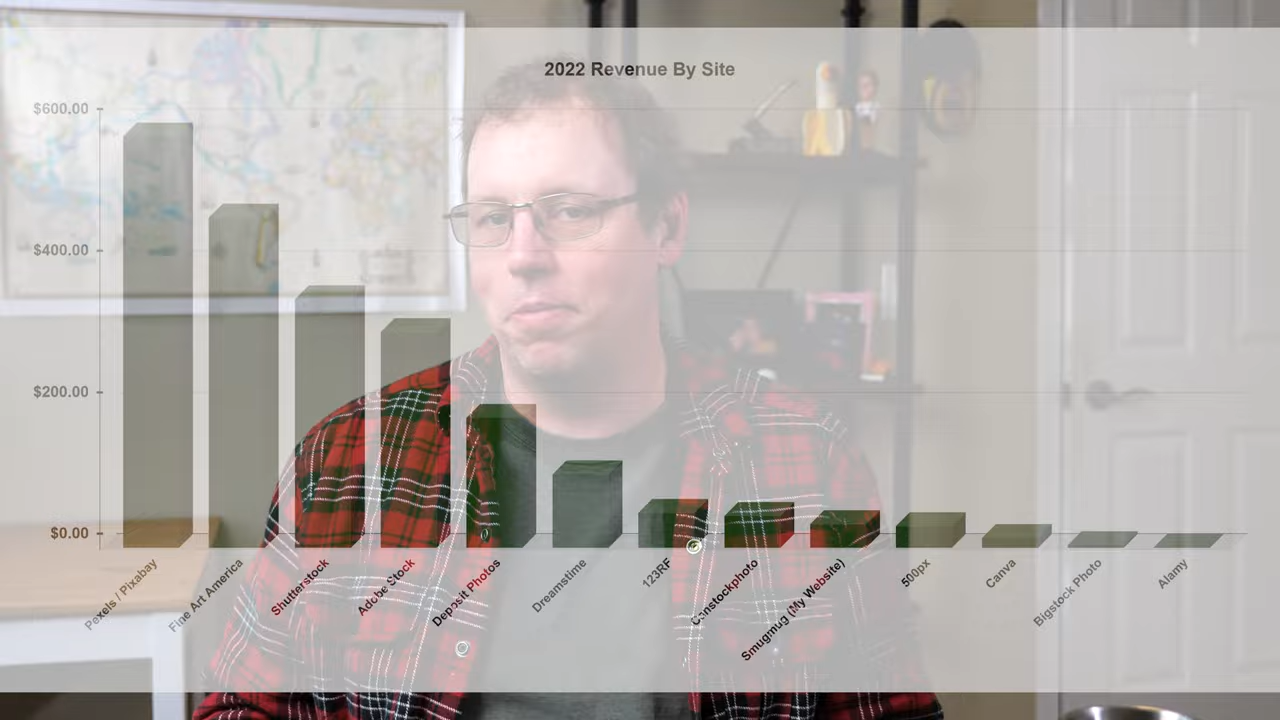 2022 Revenue By Site
$600.00
$400.00
$200.00
$0.00
Pexels / Pixabay
Fine Art America
Shutterstock
Adobe Stock
Deposit Photos
Dreamstime
123RF
Canstockphoto
Smugmug (My Website)
500px
Canva
Bigstock Photo
Alamy